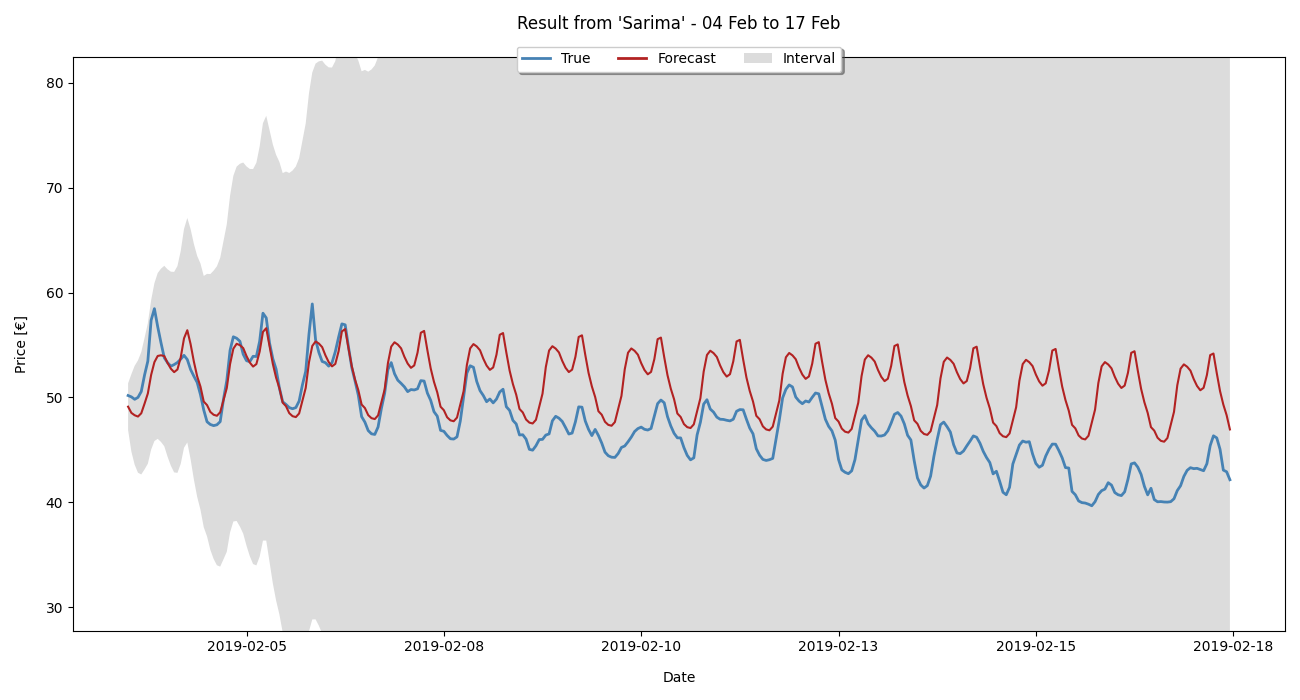 Result from 'Sarima' - 04 Feb to 17 Feb
True Forecast Interval
80
70
60
50
40
30
Price [€]
2019-02-05 2019-02-08 2019-02-10 2019-02-13 2019-02-15 2019-02-18
Date